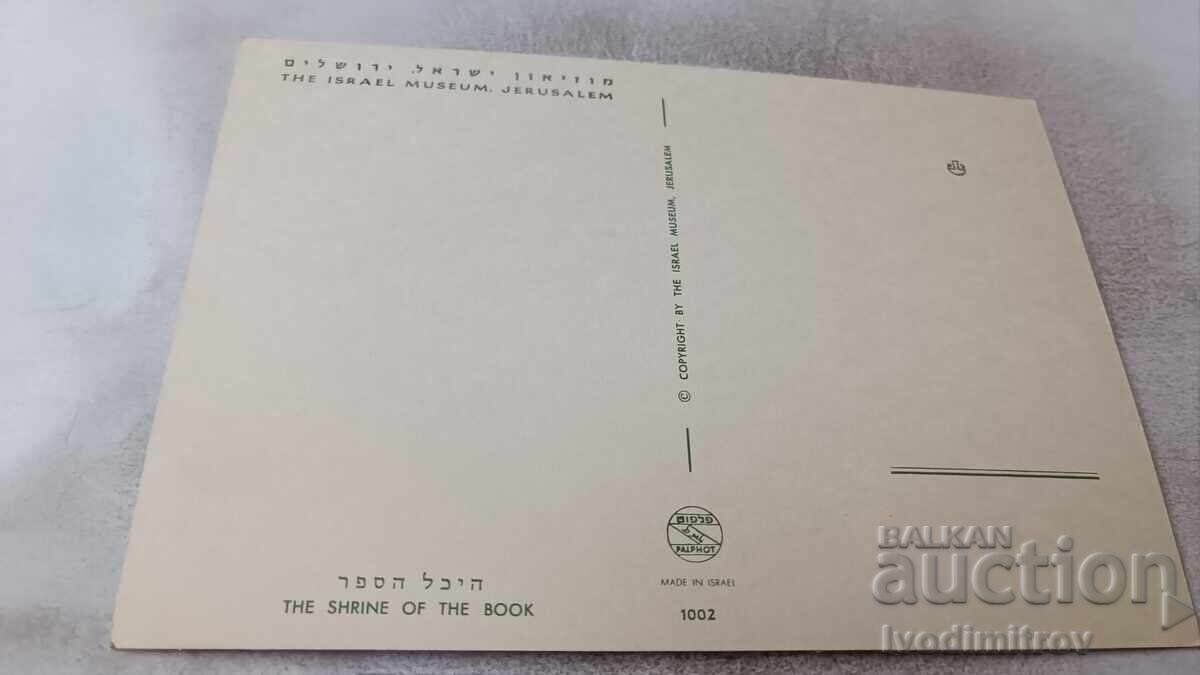 מוזיאון ישראל, ירושלים
THE ISRAEL MUSEUM, JERUSALEM
© COPYRIGHT BY THE ISRAEL MUSEUM, JERUSALEM
היכל הספר
THE SHRINE OF THE BOOK
פלפוט
PALPHOT
MADE IN ISRAEL
1002
BALKAN
auction
Ivodimitrov